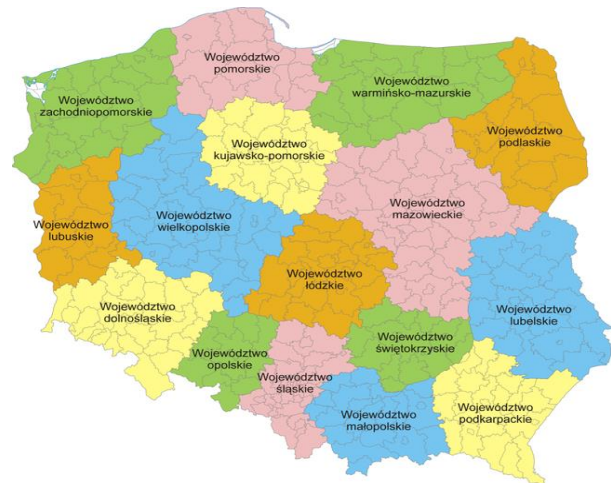 Województwo
pomorskie
Województwo
zachodniopomorskie
Województwo
warmińsko-mazurskie
Województwo
podlaskie
Województwo
kujawsko-pomorskie
Województwo
mazowieckie
Województwo
lubuskie
Województwo
wielkopolskie
Województwo
łódzkie
Województwo
lubelskie
Województwo
dolnośląskie
Województwo
opolskie
Województwo
śląskie
Województwo
świętokrzyskie
Województwo
małopolskie
Województwo
podkarpackie